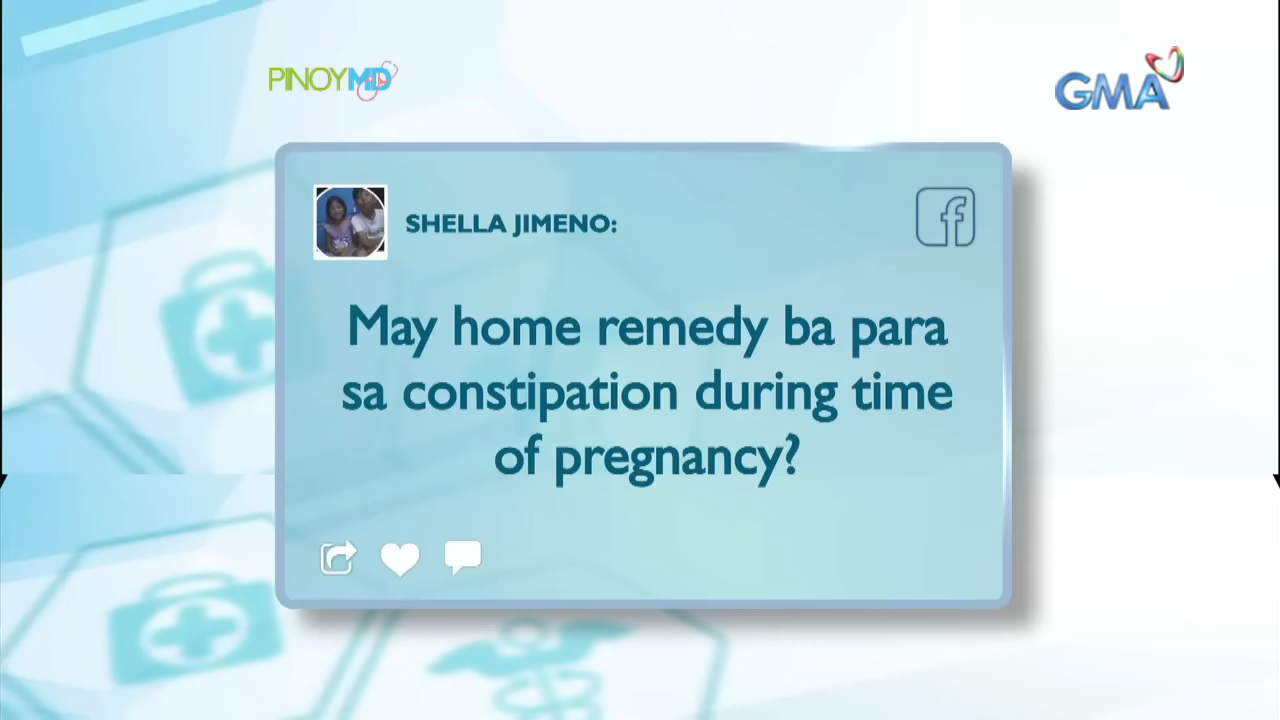 PINOYMD
GMA
SHELLA JIMENO:
May home remedy ba para
sa constipation during time
of pregnancy?